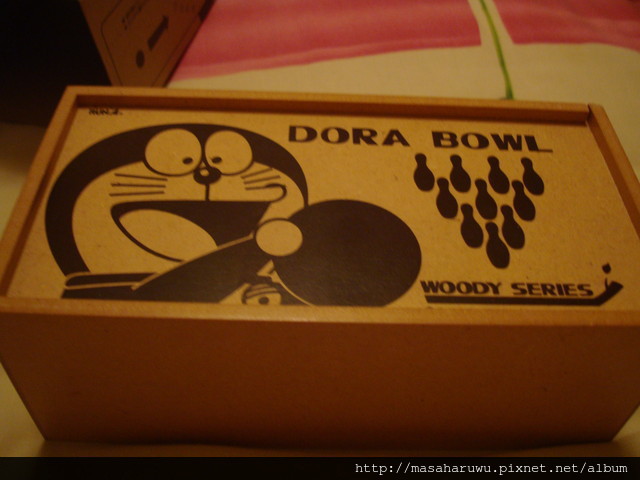 DORA BOWL
WOODY SERIES
http://masaharuwu.pixnet.net/album